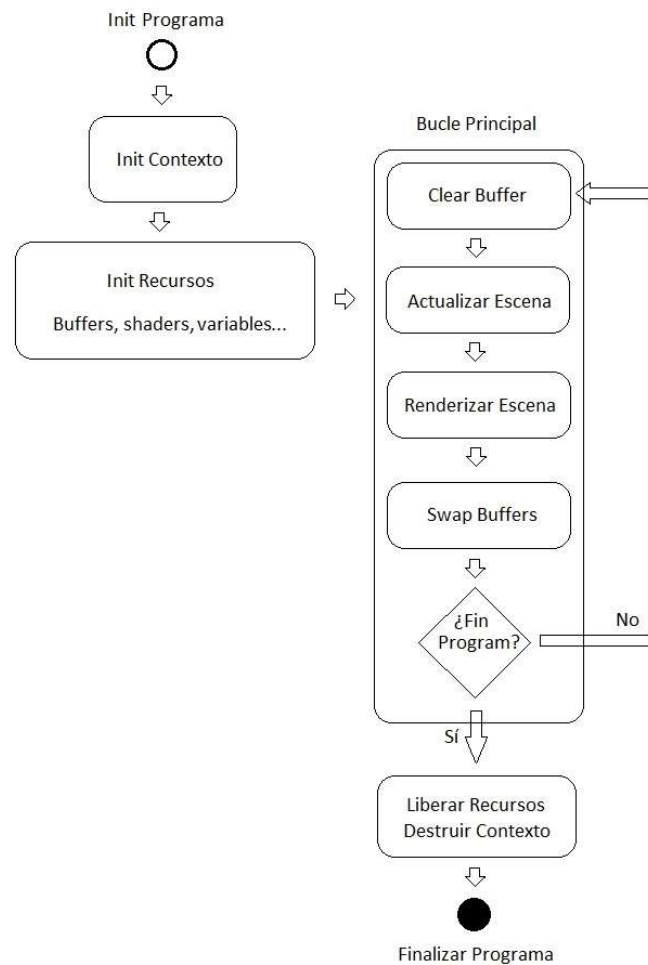 Init Programa
Init Contexto
Init Recursos
Buffers, shaders, variables...
Bucle Principal
Clear Buffer
Actualizar Escena
Renderizar Escena
Swap Buffers
¿Fin
Program?
No
Sí
Liberar Recursos
Destruir Contexto
Finalizar Programa